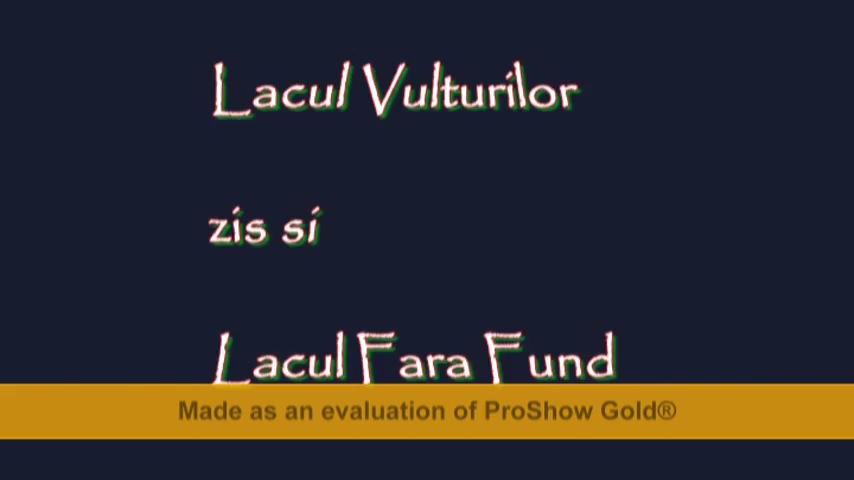 Lacul Vulturilor
zis si
Lacul Fara Fund
Made as an evaluation of ProShow Gold®